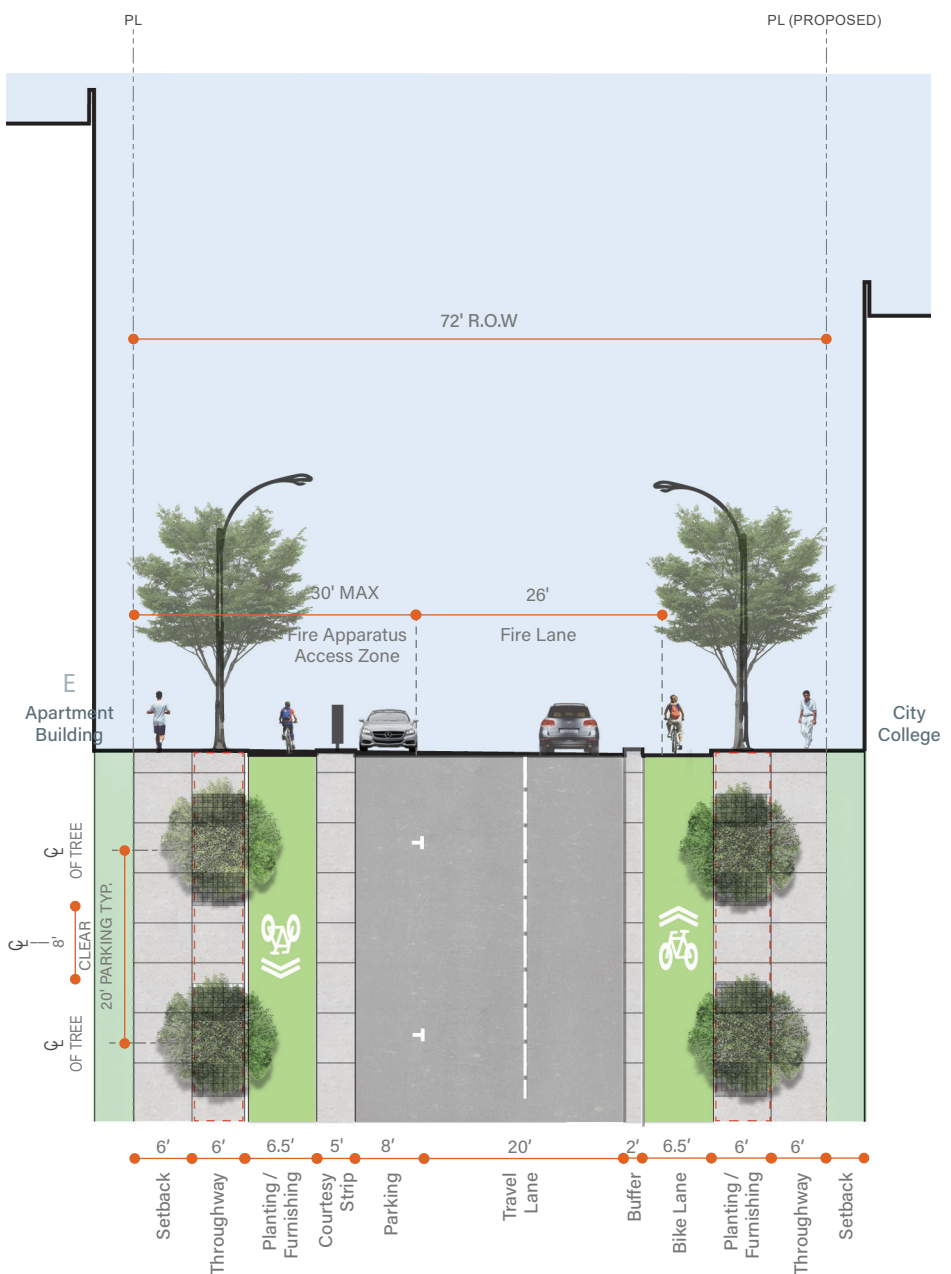 PL
PL (PROPOSED)
72' R.O.W
30' MAX
26'
Fire Apparatus
Access Zone
Fire Lane
E
Apartment
Building
City
College
℄
OF TREE
℄
8'
CLEAR
20' PARKING TYP.
℄
OF TREE
6'
6'
6.5'
5'
8'
20'
2'
6.5'
6'
6'
Setback
Throughway
Planting /
Furnishing
Courtesy
Strip
Parking
Travel
Lane
Buffer
Bike Lane
Planting /
Furnishing
Throughway
Setback